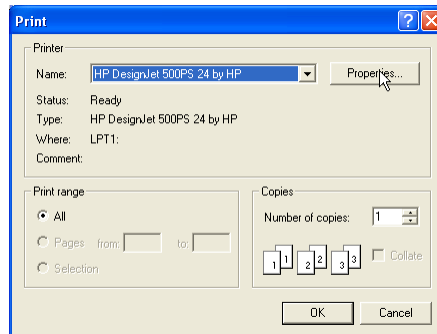 Print
Printer
Name: HP DesignJet 500PS 24 by HP Properties...
Status: Ready
Type: HP DesignJet 500PS 24 by HP
Where: LPT1:
Comment:
Print range Copies
All Number of copies: 1
Pages from: to:
1 1 2 2 3 3 Collate
Selection
OK Cancel